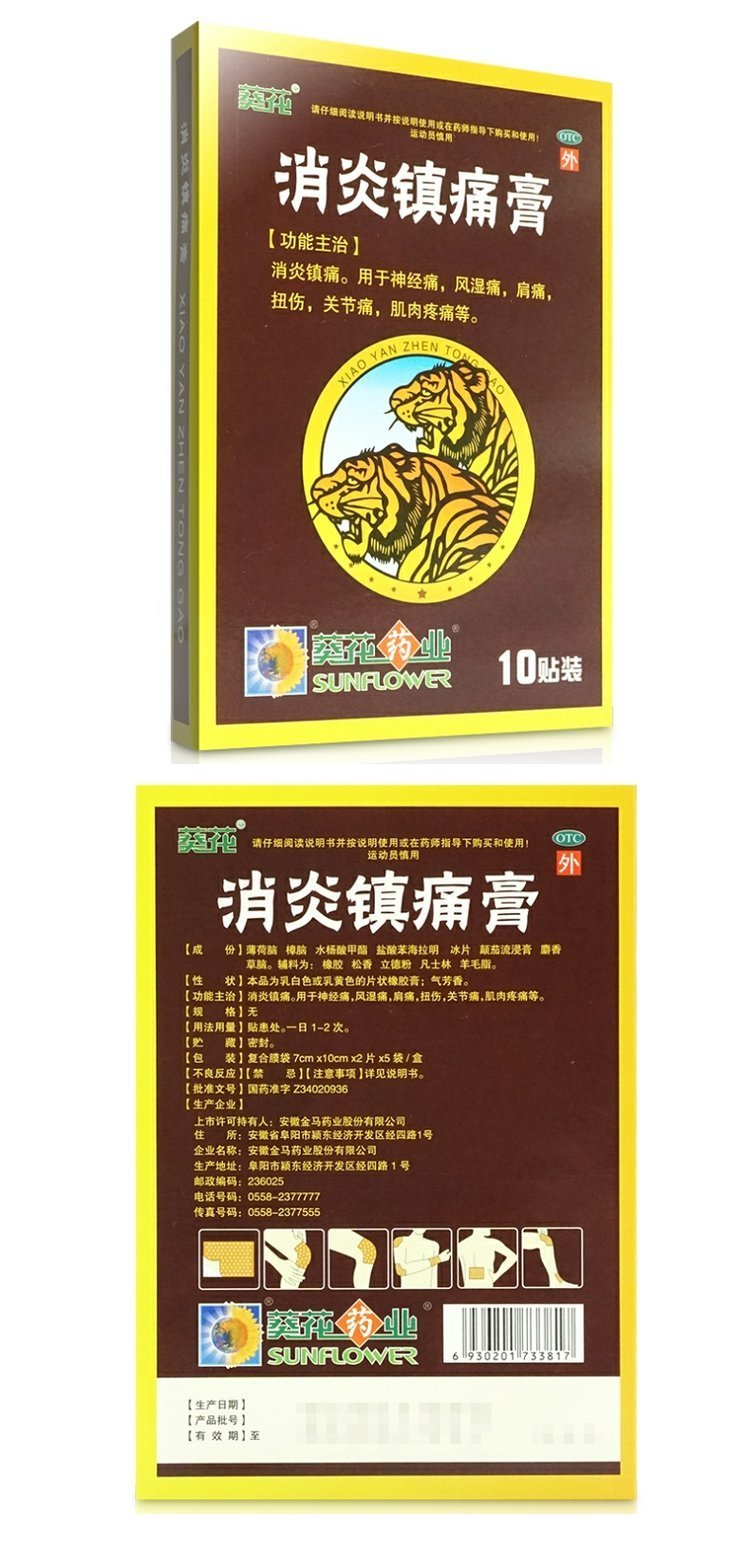 葵花
请仔细阅读说明书并按说明使用或在药师指导下购买和使用!
运动员慎用
OTC
外
消炎镇痛膏
【功能主治】
消炎镇痛。用于神经痛，风湿痛，肩痛，
扭伤，关节痛，肌肉疼痛等。
XIAO YAN ZHEN TONG GAO
葵花药业
SUNFLOWER
10贴装
消炎镇痛膏 XIAO YAN ZHEN TONG GAO
葵花
请仔细阅读说明书并按说明使用或在药师指导下购买和使用!
运动员慎用
OTC
外
消炎镇痛膏
【成 份】薄荷脑 樟脑 水杨酸甲酯 盐酸苯海拉明 冰片 颠茄流浸膏 麝香
草脑。辅料为：橡胶 松香 立德粉 凡士林 羊毛脂。
【性 状】本品为乳白色或乳黄色的片状橡胶膏；气芳香。
【功能主治】消炎镇痛。用于神经痛，风湿痛，肩痛，扭伤，关节痛，肌肉疼痛等。
【规 格】无
【用法用量】贴患处。一日1-2次。
【贮 藏】密封。
【包 装】复合膜袋 7cm x10cm x2片 x5袋/盒
【不良反应】【禁 忌】【注意事项】详见说明书。
【批准文号】国药准字 Z34020936
【生产企业】
上市许可持有人：安徽金马药业股份有限公司
住 所：安徽省阜阳市颍东经济开发区经四路1号
企业名称：安徽金马药业股份有限公司
生产地址：阜阳市颍东经济开发区经四路1号
邮政编码：236025
电话号码：0558-2377777
传真号码：0558-2377555
葵花药业
SUNFLOWER
6 930201 733817
【生产日期】
【产品批号】
【有 效 期】至